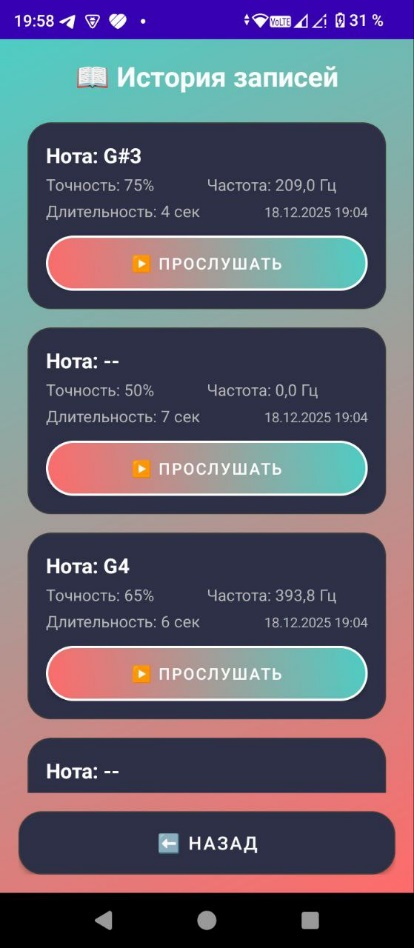 19:58 VoLTE 31 %
История записей
Нота: G#3
Точность: 75% Частота: 209,0 Гц
Длительность: 4 сек 18.12.2025 19:04
ПРОСЛУШАТЬ
Нота: --
Точность: 50% Частота: 0,0 Гц
Длительность: 7 сек 18.12.2025 19:04
ПРОСЛУШАТЬ
Нота: G4
Точность: 65% Частота: 393,8 Гц
Длительность: 6 сек 18.12.2025 19:04
ПРОСЛУШАТЬ
Нота: --
НАЗАД